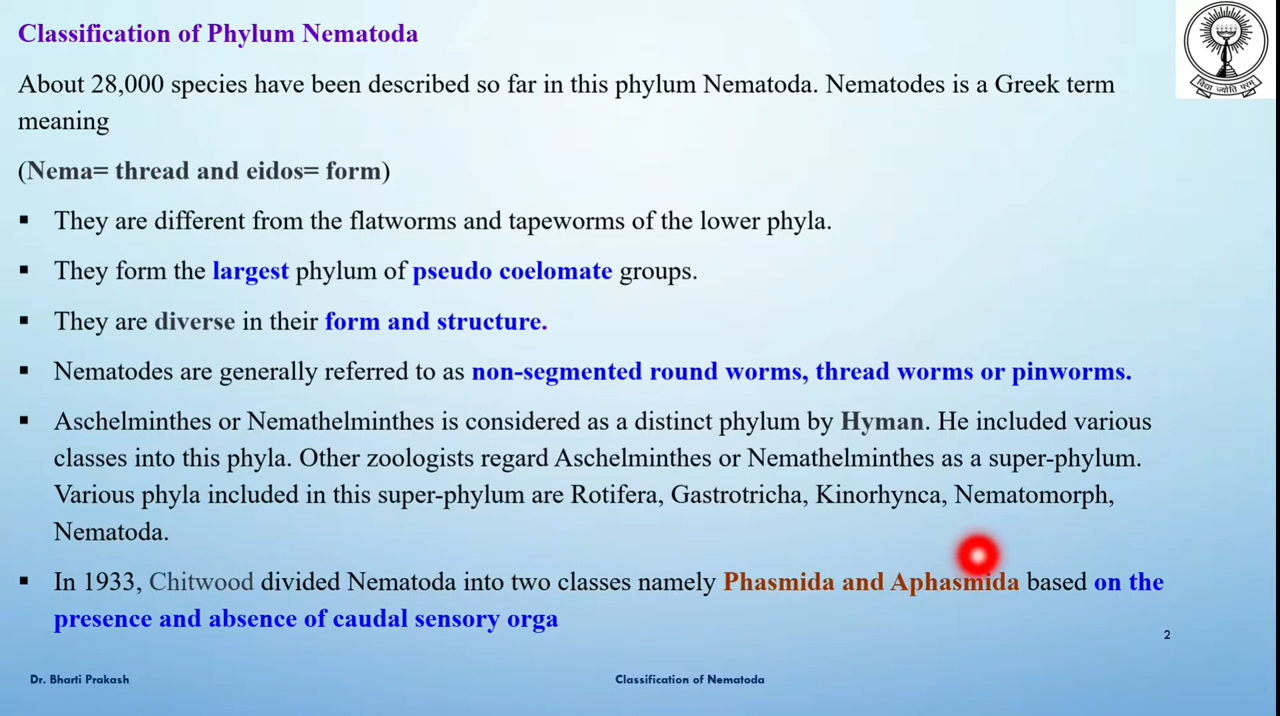 Classification of Phylum Nematoda
About 28,000 species have been described so far in this phylum Nematoda. Nematodes is a Greek term
meaning
(Nema= thread and eidos= form)
▪ They are different from the flatworms and tapeworms of the lower phyla.
▪ They form the largest phylum of pseudo coelomate groups.
▪ They are diverse in their form and structure.
▪ Nematodes are generally referred to as non-segmented round worms, thread worms or pinworms.
▪ Aschelminthes or Nemathelminthes is considered as a distinct phylum by Hyman. He included various
classes into this phyla. Other zoologists regard Aschelminthes or Nemathelminthes as a super-phylum.
Various phyla included in this super-phylum are Rotifera, Gastrotricha, Kinorhynca, Nematomorph,
Nematoda.
▪ In 1933, Chitwood divided Nematoda into two classes namely Phasmida and Aphasmida based on the
presence and absence of caudal sensory orga
2
Dr. Bharti Prakash
Classification of Nematoda